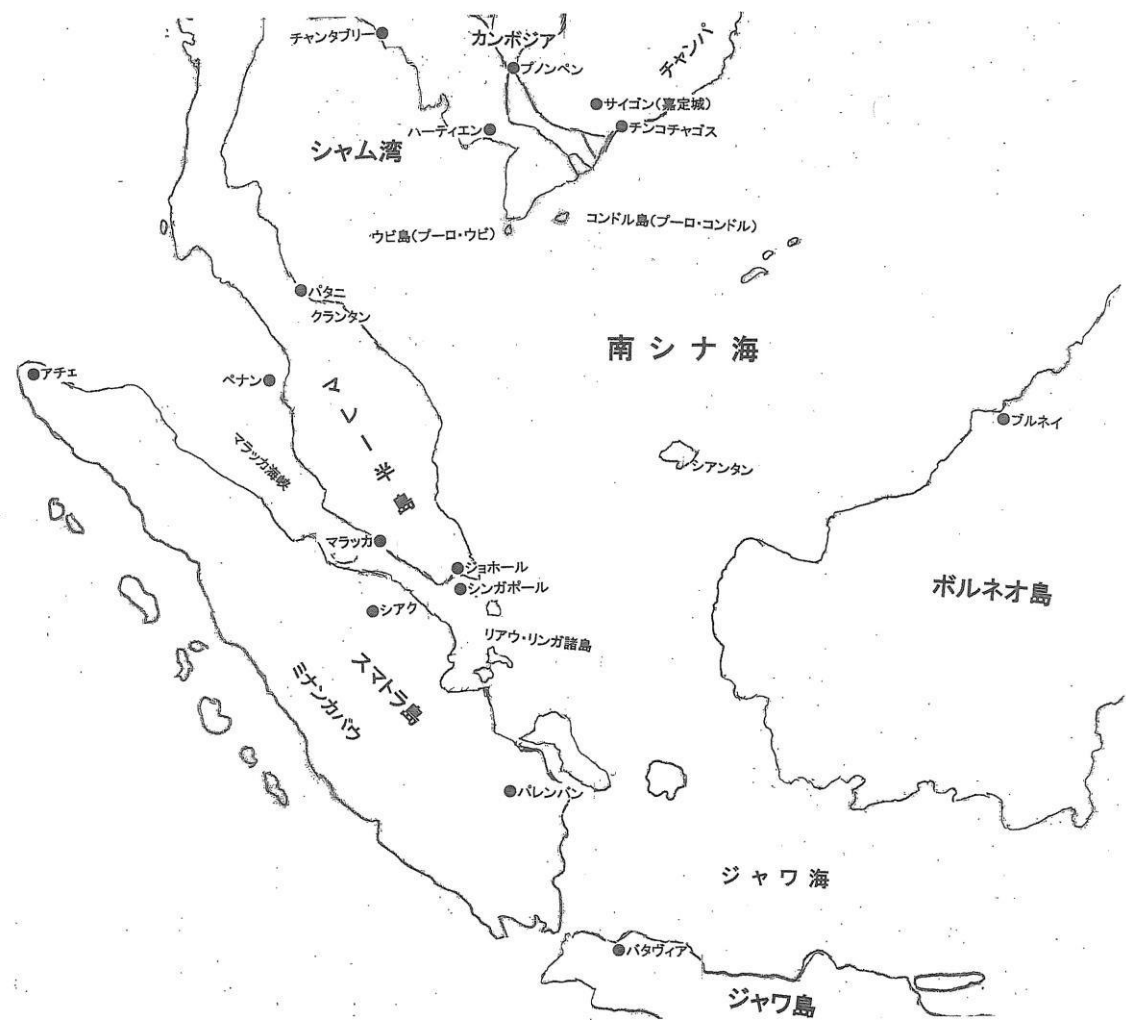 チャンタブリー
カンボジア
プノンペン
チャンパ
サイゴン(嘉定城)
チンコチャゴス
ハーティエン
シャム湾
ウビ島(プーロ・ウビ)
コンドル島(プーロ・コンドル)
パタニ
クランタン
南シナ海
アチェ
ペナン
マレー半島
ブルネイ
マラッカ海峡
シアンタン
マラッカ
ジョホール
シンガポール
ボルネオ島
シアク
リアウ・リンガ諸島
スマトラ島
ミナンカバウ
パレンバン
ジャワ海
バタヴィア
ジャワ島